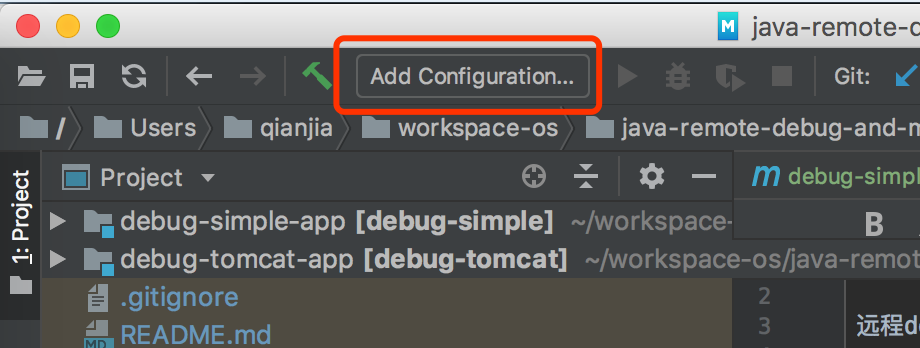 M java-remote-d
Add Configuration... Git:
/ Users qianjia workspace-os java-remote-debug-and-m
1: Project
Project m debug-simpl
debug-simple-app [debug-simple] ~/workspace- B
debug-tomcat-app [debug-tomcat] ~/workspace-os/java-remot
.gitignore 2
MD README.md 3 远程d